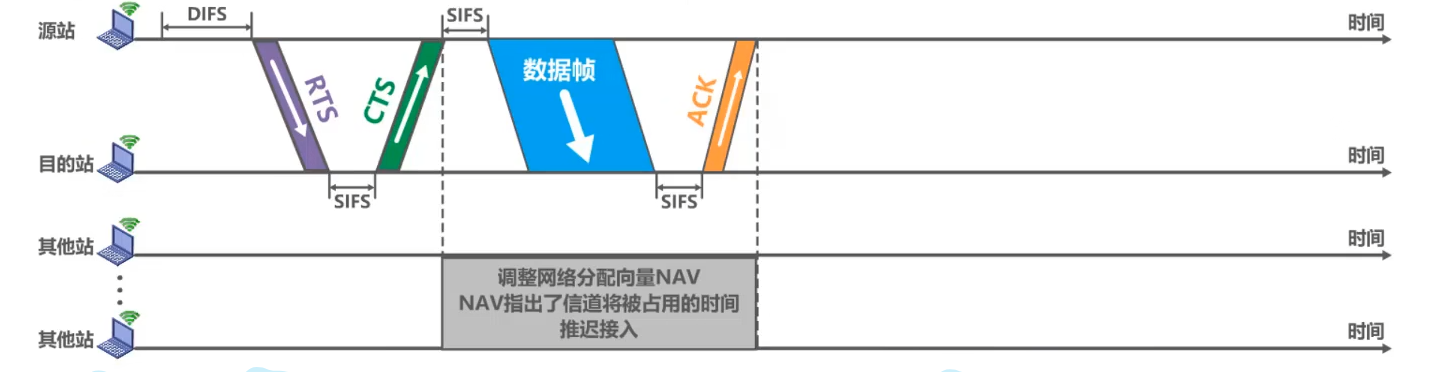 DIFS
SIFS
源站
时间
RTS
CTS
数据帧
ACK
目的站
时间
SIFS
SIFS
其他站
时间
调整网络分配向量NAV
NAV指出了信道将被占用的时间
推迟接入
其他站
时间